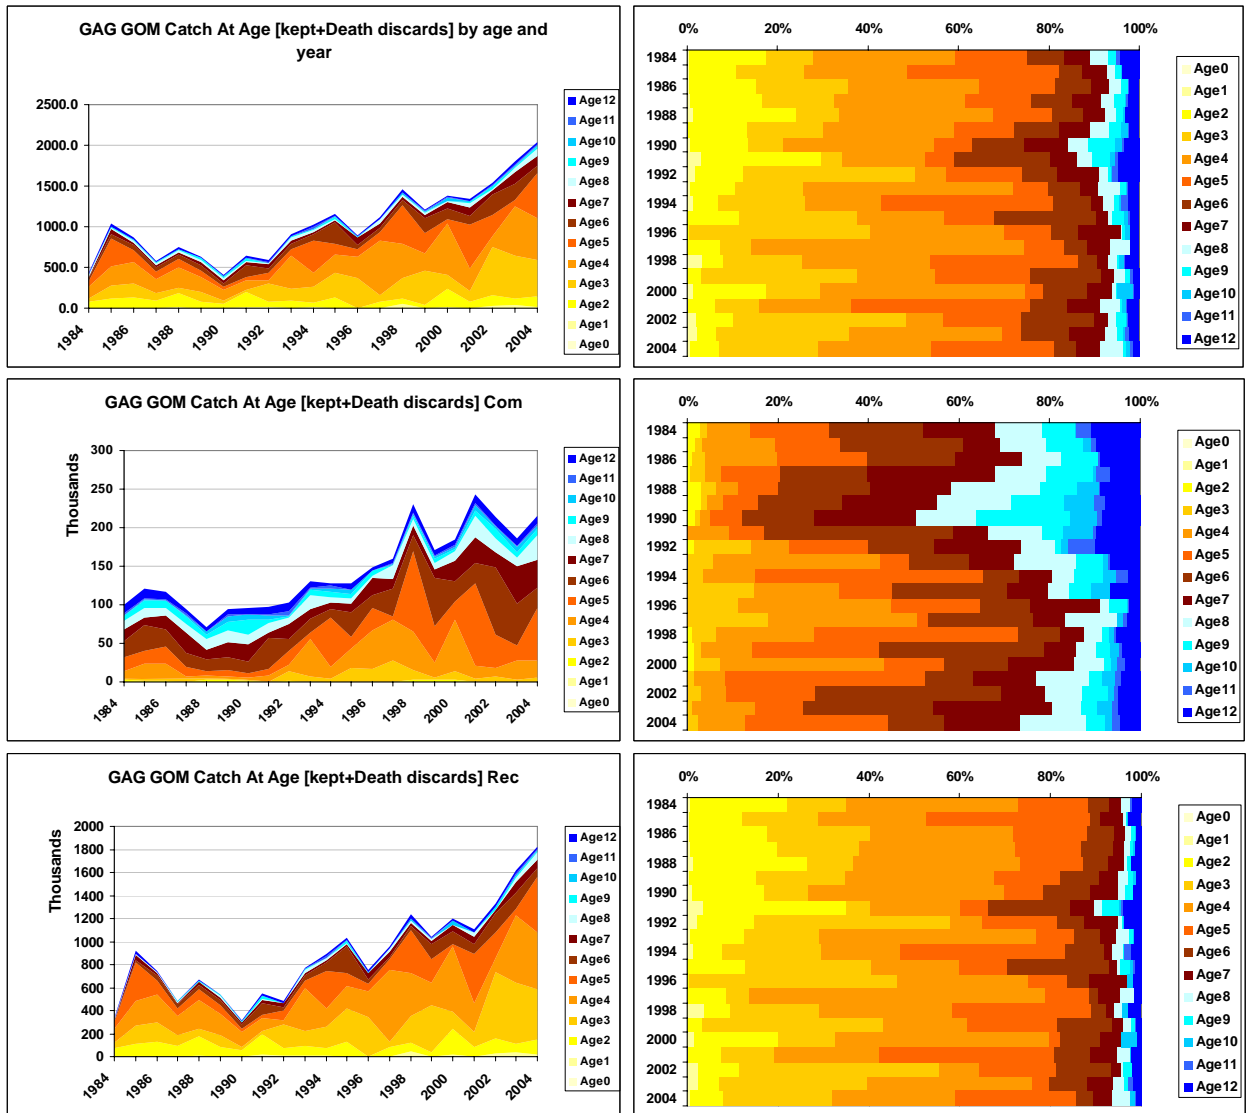 GAG GOM Catch At Age [kept+Death discards] by age and
year
2500.0
2000.0
1500.0
1000.0
500.0
0.0
1984
1986
1988
1990
1992
1994
1996
1998
2000
2002
2004
Age12
Age11
Age10
Age9
Age8
Age7
Age6
Age5
Age4
Age3
Age2
Age1
Age0
0% 20% 40% 60% 80% 100%
1984
1986
1988
1990
1992
1994
1996
1998
2000
2002
2004
Age0
Age1
Age2
Age3
Age4
Age5
Age6
Age7
Age8
Age9
Age10
Age11
Age12
GAG GOM Catch At Age [kept+Death discards] Com
Thousands
300
250
200
150
100
50
0
1984
1986
1988
1990
1992
1994
1996
1998
2000
2002
2004
Age12
Age11
Age10
Age9
Age8
Age7
Age6
Age5
Age4
Age3
Age2
Age1
Age0
0% 20% 40% 60% 80% 100%
1984
1986
1988
1990
1992
1994
1996
1998
2000
2002
2004
Age0
Age1
Age2
Age3
Age4
Age5
Age6
Age7
Age8
Age9
Age10
Age11
Age12
GAG GOM Catch At Age [kept+Death discards] Rec
Thousands
2000
1800
1600
1400
1200
1000
800
600
400
200
0
1984
1986
1988
1990
1992
1994
1996
1998
2000
2002
2004
Age12
Age11
Age10
Age9
Age8
Age7
Age6
Age5
Age4
Age3
Age2
Age1
Age0
0% 20% 40% 60% 80% 100%
1984
1986
1988
1990
1992
1994
1996
1998
2000
2002
2004
Age0
Age1
Age2
Age3
Age4
Age5
Age6
Age7
Age8
Age9
Age10
Age11
Age12